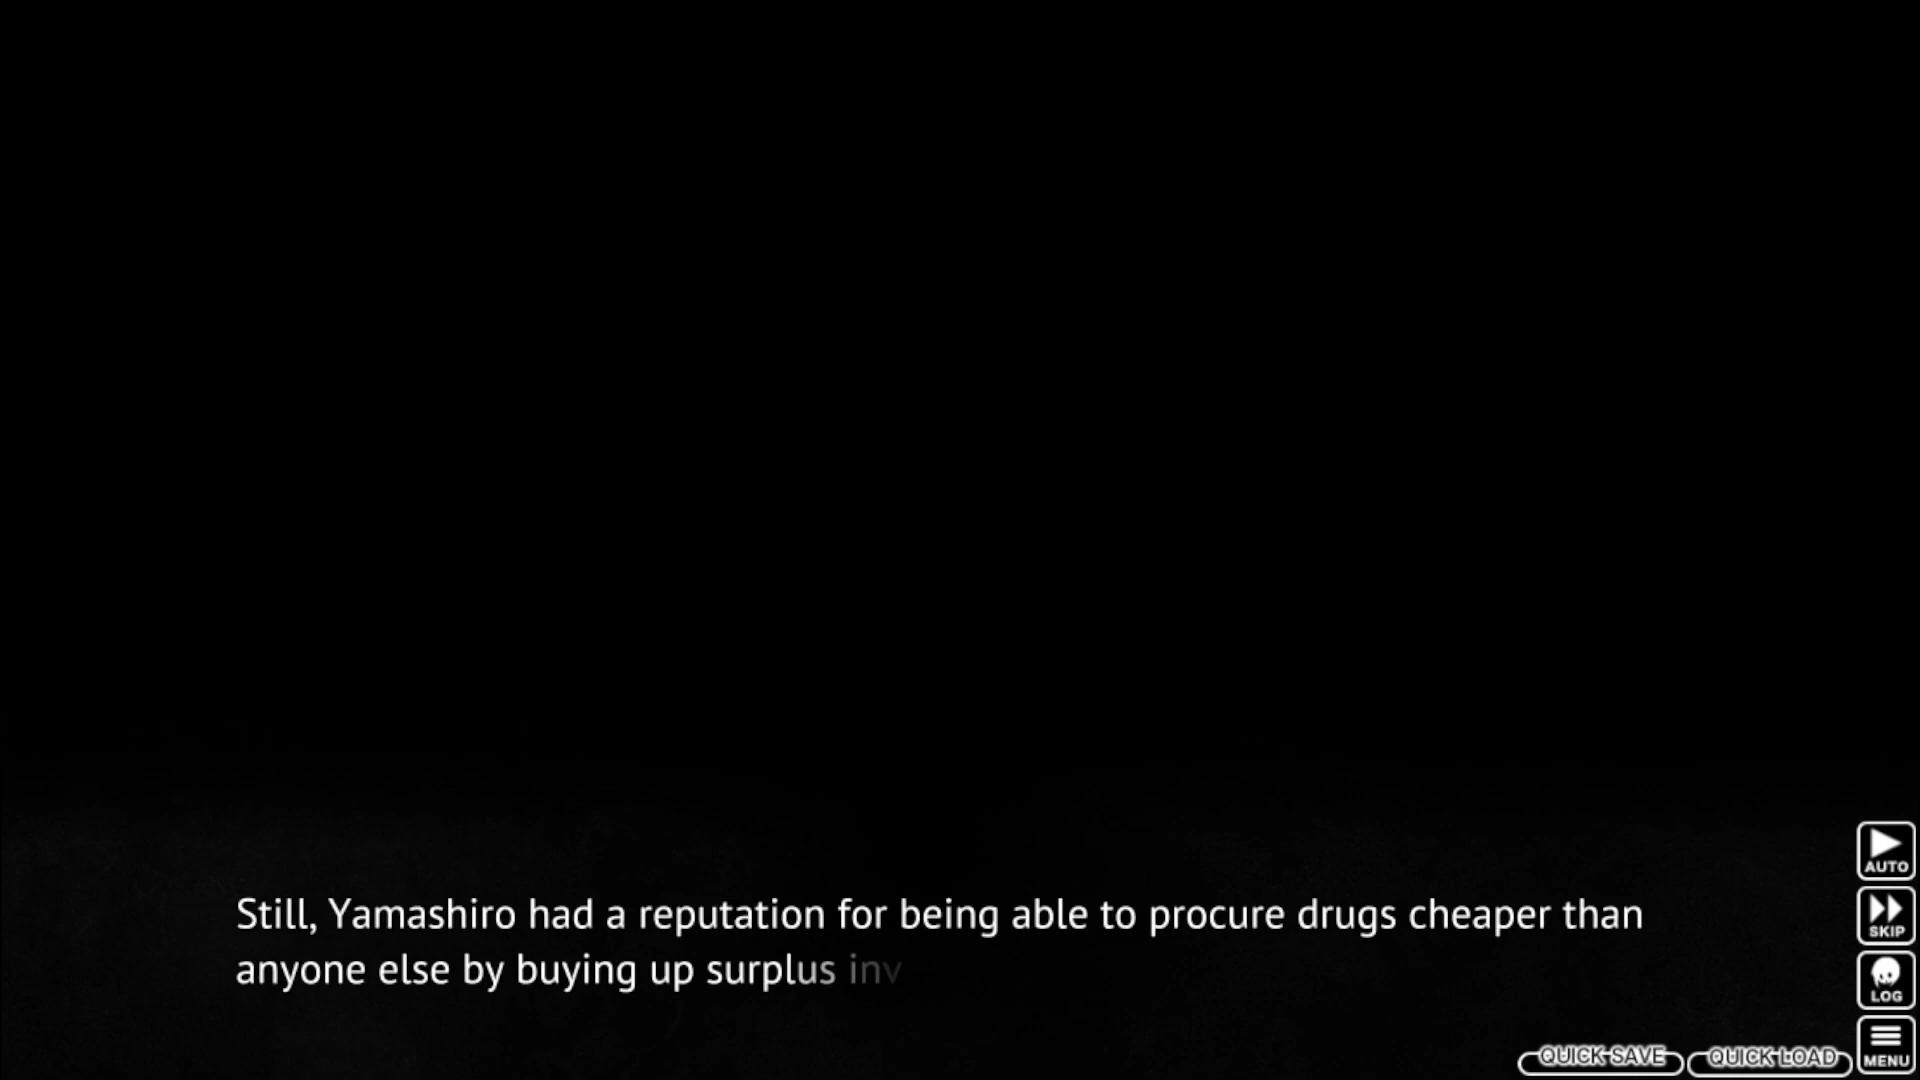 Still, Yamashiro had a reputation for being able to procure drugs cheaper than
anyone else by buying up surplus inv
AUTO
SKIP
LOG
MENU
QUICK SAVE
QUICK LOAD